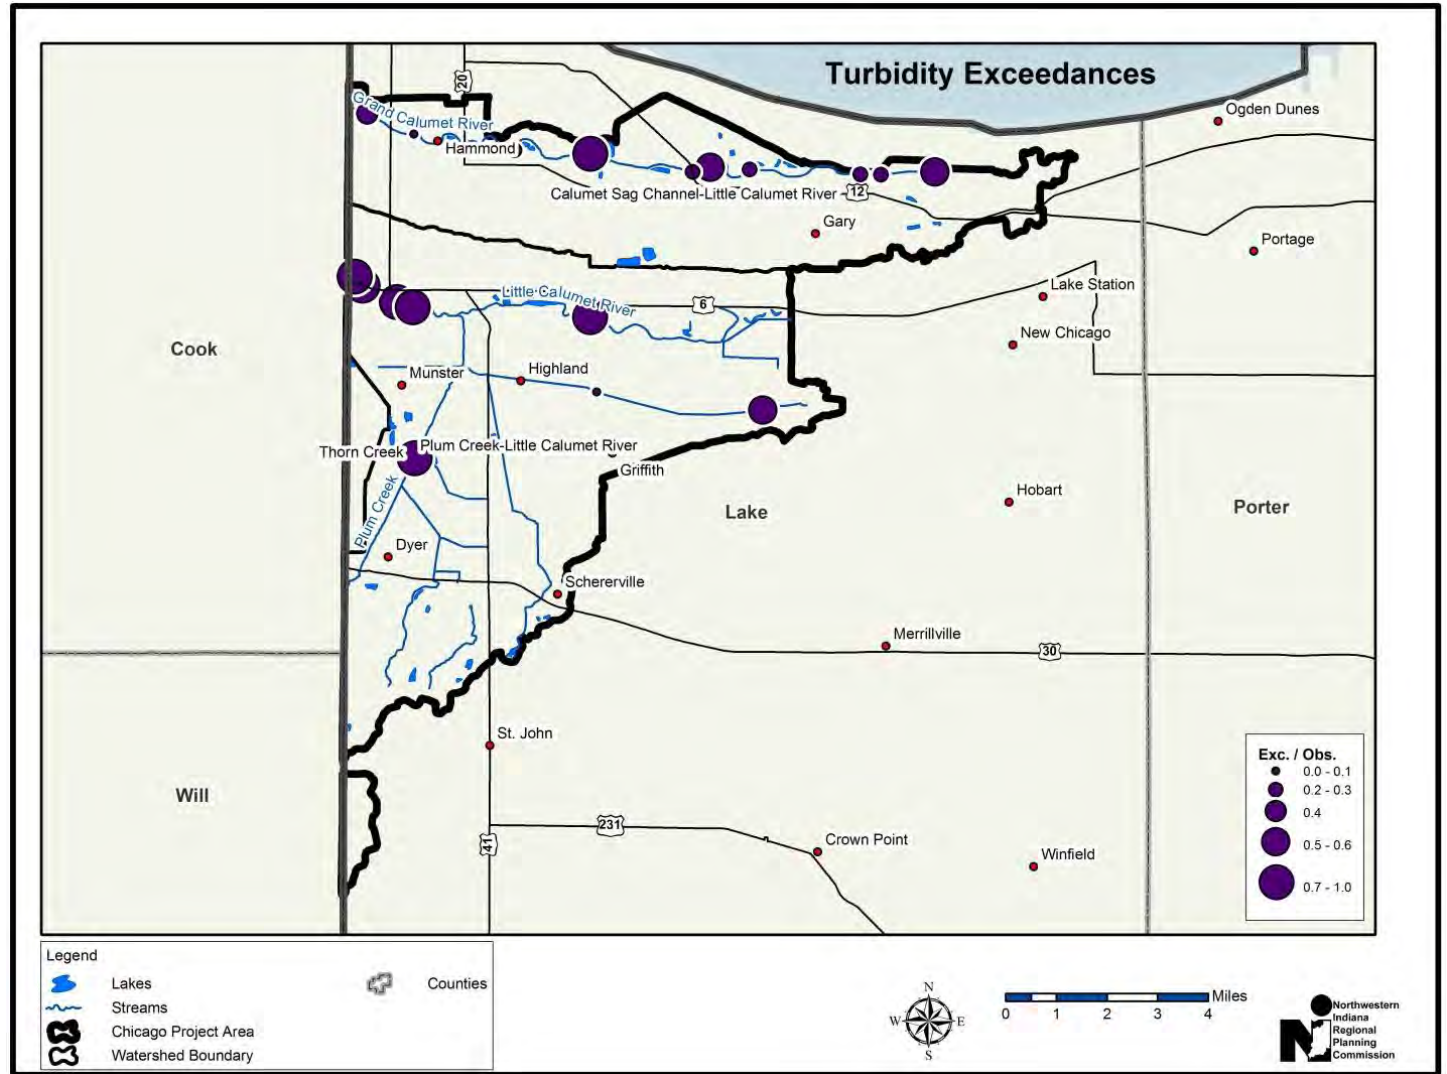 Turbidity Exceedances
20
Ogden Dunes
Grand Calumet River
Hammond
Calumet Sag Channel-Little Calumet River
12
Gary
Portage
Lake Station
Little Calumet River
6
New Chicago
Cook
Munster
Highland
Thorn Creek
Plum Creek-Little Calumet River
Griffith
Plum Creek
Hobart
Lake
Porter
Dyer
Schererville
Merrillville
30
St. John
Will
41
231
Crown Point
Winfield
Exc. / Obs.
0.0 - 0.1
0.2 - 0.3
0.4
0.5 - 0.6
0.7 - 1.0
Legend
Lakes
Counties
Streams
Chicago Project Area
Watershed Boundary
N
W E
S
Miles
0 1 2 3 4
Northwestern
Indiana
Regional
Planning
Commission